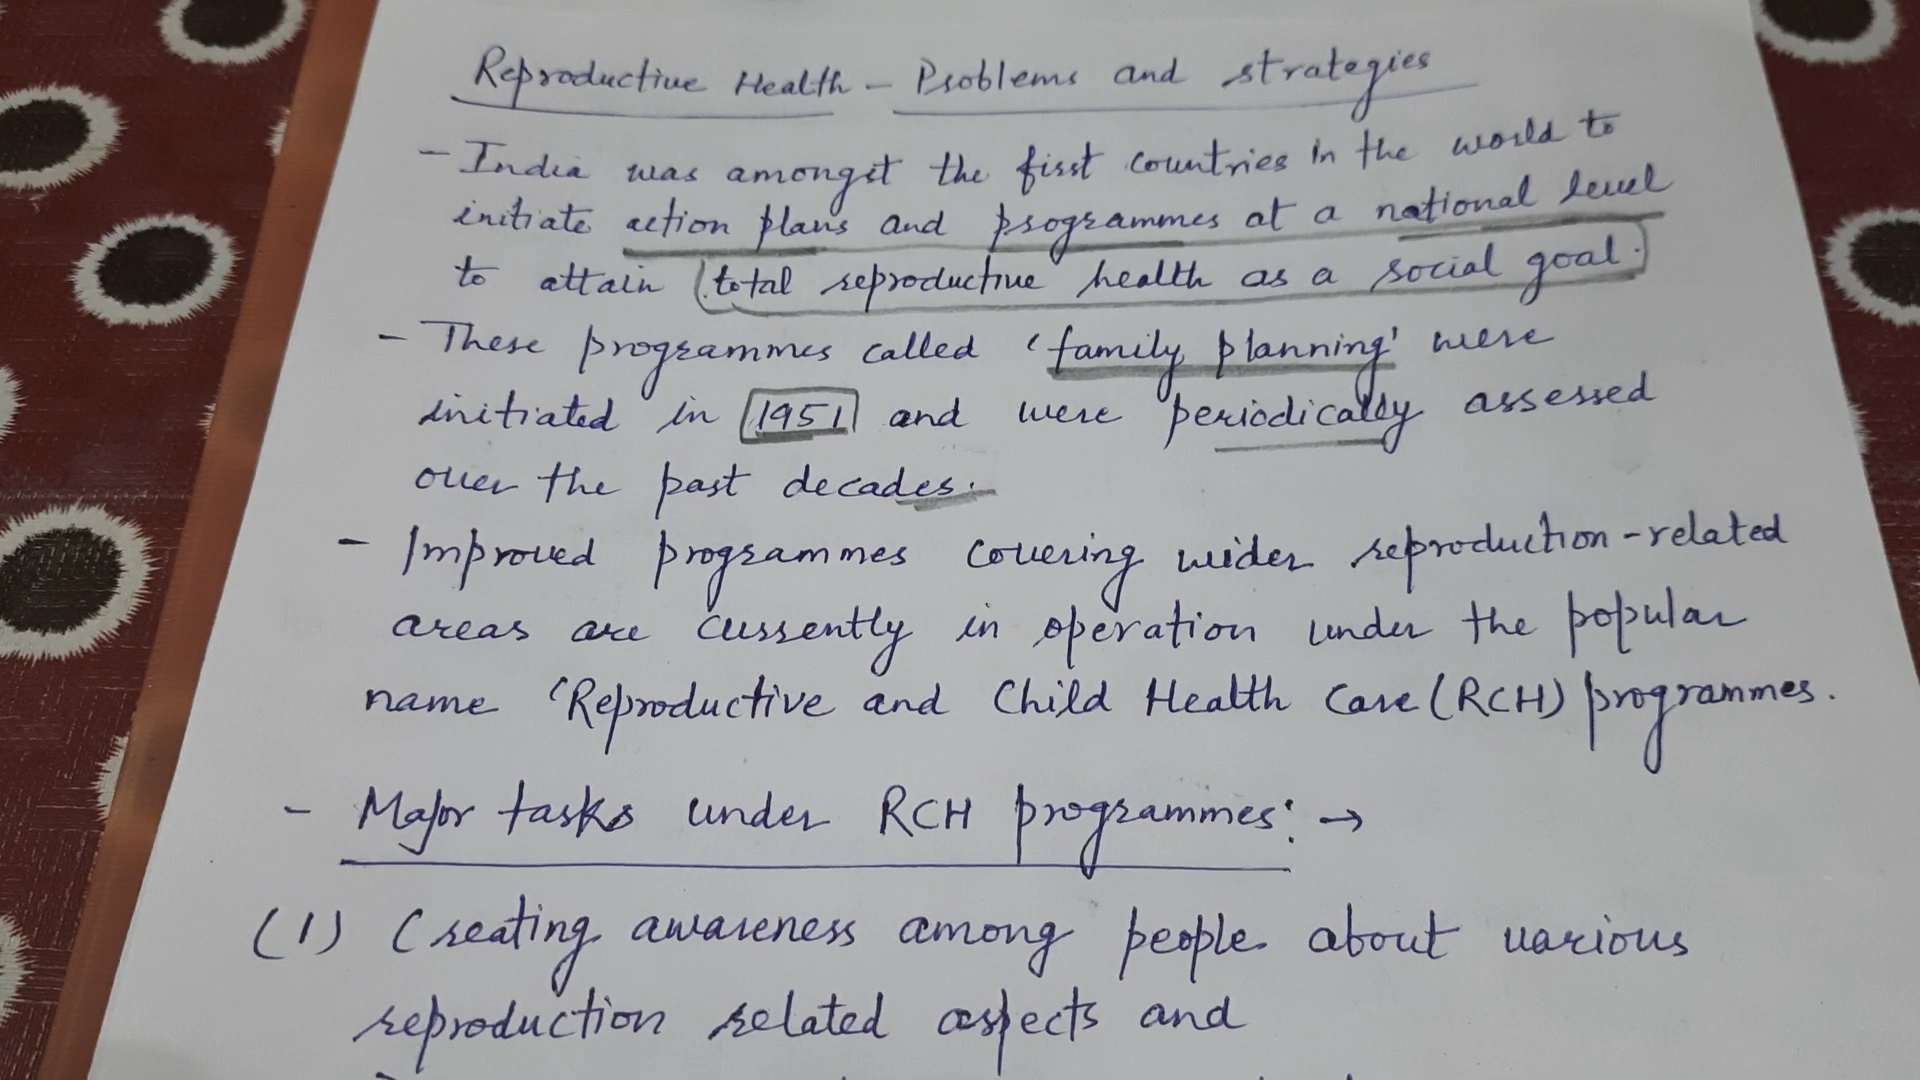 Reproductive Health - Problems and strategies
- India was amongst the first countries in the world to
initiate action plans and programmes at a national level
to attain total reproductive health as a social goal.
- These programmes called 'family planning' were
initiated in 1951 and were periodically assessed
over the past decades.
- Improved programmes covering wider reproduction-related
areas are currently in operation under the popular
name 'Reproductive and Child Health Care (RCH) programmes.
- Major tasks under RCH programmes: →
(1) Creating awareness among people about various
reproduction related aspects and